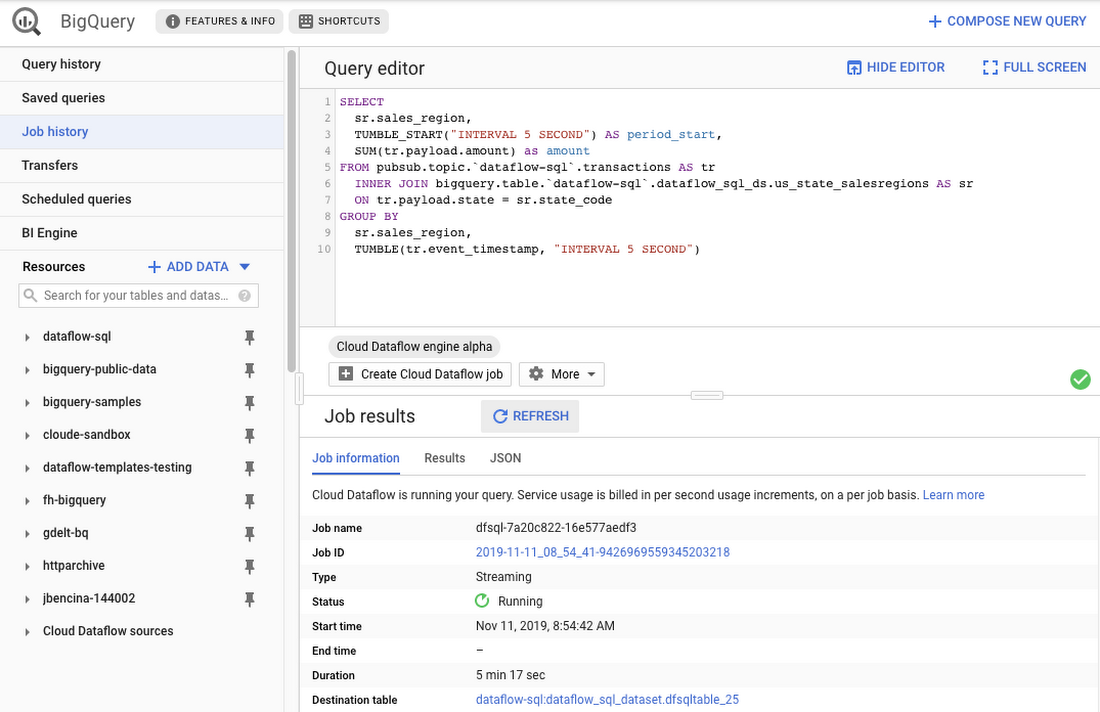 BigQuery
FEATURES & INFO
SHORTCUTS
COMPOSE NEW QUERY
Query history
Saved queries
Job history
Transfers
Scheduled queries
BI Engine
Resources
ADD DATA
Search for your tables and datas...
dataflow-sql
bigquery-public-data
bigquery-samples
cloude-sandbox
dataflow-templates-testing
fh-bigquery
gdelt-bq
httparchive
jbencina-144002
Cloud Dataflow sources
Query editor
HIDE EDITOR
FULL SCREEN
1 SELECT
2 sr.sales_region,
3 TUMBLE_START("INTERVAL 5 SECOND") AS period_start,
4 SUM(tr.payload.amount) as amount
5 FROM pubsub.topic.`dataflow-sql`.transactions AS tr
6 INNER JOIN bigquery.table.`dataflow-sql`.dataflow_sql_ds.us_state_salesregions AS sr
7 ON tr.payload.state = sr.state_code
8 GROUP BY
9 sr.sales_region,
10 TUMBLE(tr.event_timestamp, "INTERVAL 5 SECOND")
Cloud Dataflow engine alpha
Create Cloud Dataflow job
More
Job results
REFRESH
Job information
Results
JSON
Cloud Dataflow is running your query. Service usage is billed in per second usage increments, on a per job basis. Learn more
Job name dfsql-7a20c822-16e577aedf3
Job ID 2019-11-11_08_54_41-9426969559345203218
Type Streaming
Status Running
Start time Nov 11, 2019, 8:54:42 AM
End time –
Duration 5 min 17 sec
Destination table dataflow-sql:dataflow_sql_dataset.dfsqltable_25